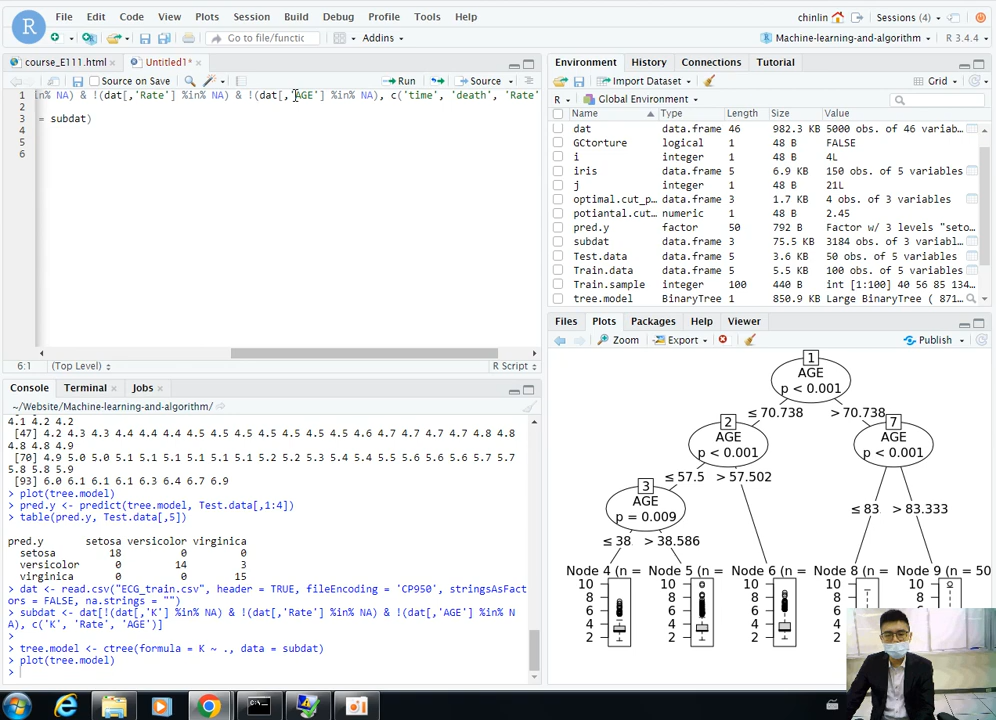 File Edit Code View Plots Session Build Debug Profile Tools Help
chinlin Sessions (4)
Go to file/functic Addins Machine-learning-and-algorithm R 3.4.4
course_E111.html Untitled1*
Source on Save Run Source
1 in% NA) & !(dat[,'Rate'] %in% NA) & !(dat[,'AGE'] %in% NA), c('time', 'death', 'Rate'
2
3 = subdat)
4
5
6
6:1 (Top Level) R Script
Console Terminal Jobs
~/Website/Machine-learning-and-algorithm/
4.1 4.2 4.2
[47] 4.2 4.3 4.3 4.4 4.4 4.4 4.5 4.5 4.5 4.5 4.5 4.5 4.5 4.6 4.7 4.7 4.7 4.8 4.8
4.8 4.8 4.9
[70] 4.9 5.0 5.0 5.1 5.1 5.1 5.1 5.1 5.2 5.2 5.3 5.4 5.4 5.5 5.6 5.6 5.6 5.7 5.7
5.8 5.8 5.9
[93] 6.0 6.1 6.1 6.1 6.3 6.4 6.7 6.9
> plot(tree.model)
> pred.y <- predict(tree.model, Test.data[,1:4])
> table(pred.y, Test.data[,5])
pred.y setosa versicolor virginica
setosa 18 0 0
versicolor 0 14 3
virginica 0 0 15
> dat <- read.csv("ECG_train.csv", header = TRUE, fileEncoding = 'CP950', stringsAsFact
ors = FALSE, na.strings = "")
> subdat <- dat[!(dat[,'K'] %in% NA) & !(dat[,'Rate'] %in% NA) & !(dat[,'AGE'] %in% N
A), c('K', 'Rate', 'AGE')]
>
> tree.model <- ctree(formula = K ~ ., data = subdat)
> plot(tree.model)
>
Environment History Connections Tutorial
Import Dataset Grid
R Global Environment
Name Type Length Size Value
dat data.frame 46 982.3 KB 5000 obs. of 46 variab…
GCtorture logical 1 48 B FALSE
i integer 1 48 B 4L
iris data.frame 5 6.9 KB 150 obs. of 5 variables
j integer 1 48 B 21L
optimal.cut_p… data.frame 3 1.7 KB 4 obs. of 3 variables
potiantal.cut… numeric 1 48 B 2.45
pred.y factor 50 792 B Factor w/ 3 levels "seto…
subdat data.frame 3 75.5 KB 3184 obs. of 3 variabl…
Test.data data.frame 5 3.6 KB 50 obs. of 5 variables
Train.data data.frame 5 5.5 KB 100 obs. of 5 variables
Train.sample integer 100 440 B int [1:100] 40 56 85 134…
tree.model BinaryTree 1 850.9 KB Large BinaryTree ( 871…
Files Plots Packages Help Viewer
Zoom Export Publish
1
AGE
p < 0.001
≤ 70.738 > 70.738
2 7
AGE AGE
p < 0.001 p < 0.001
≤ 57.5 > 57.502
3
AGE
p = 0.009
≤ 83 > 83.333
≤ 38 > 38.586
Node 4 (n = Node 5 (n = Node 6 (n = Node 8 (n = Node 9 (n = 50
10 10 10 10 10
8 8 8 8 8
6 6 6 6
4 4 4 4
2 2 2 2